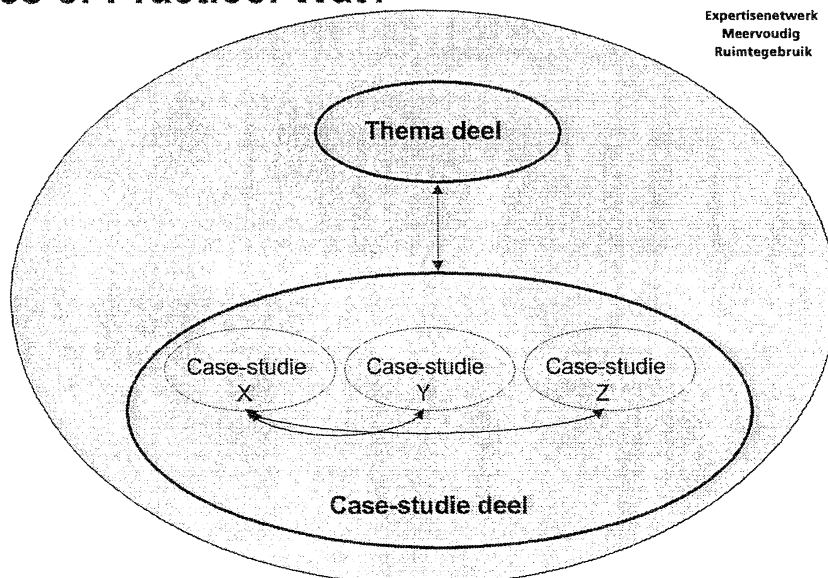 Expertisenetwerk
Meervoudig
Ruimtegebruik
Thema deel
Case-studie
X
Case-studie
Y
Case-studie
Z
Case-studie deel